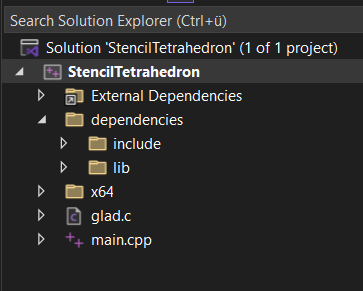 Search Solution Explorer (Ctrl+ü)
Solution 'StencilTetrahedron' (1 of 1 project)
StencilTetrahedron
External Dependencies
dependencies
include
lib
x64
glad.c
main.cpp